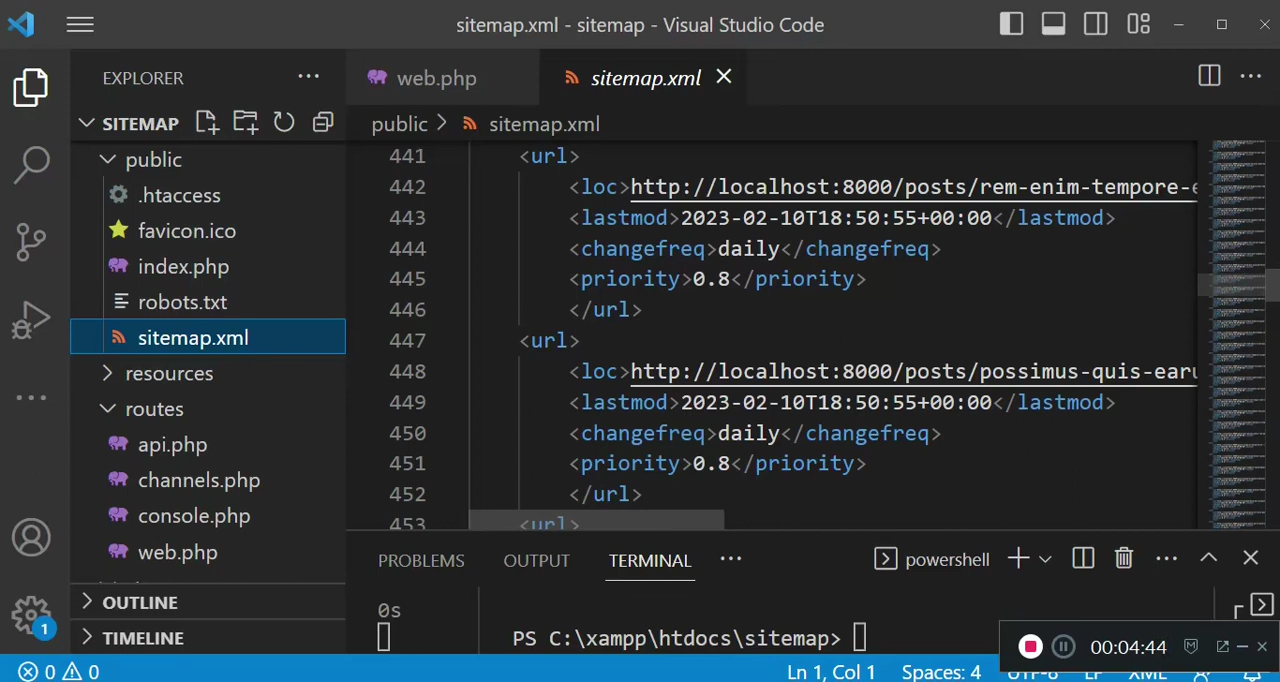 sitemap.xml - sitemap - Visual Studio Code
EXPLORER
SITEMAP
public
.htaccess
favicon.ico
index.php
robots.txt
sitemap.xml
resources
routes
api.php
channels.php
console.php
web.php
OUTLINE
TIMELINE
1
web.php sitemap.xml
public > sitemap.xml
441 <url>
442 <loc>http://localhost:8000/posts/rem-enim-tempore-
443 <lastmod>2023-02-10T18:50:55+00:00</lastmod>
444 <changefreq>daily</changefreq>
445 <priority>0.8</priority>
446 </url>
447 <url>
448 <loc>http://localhost:8000/posts/possimus-quis-earu
449 <lastmod>2023-02-10T18:50:55+00:00</lastmod>
450 <changefreq>daily</changefreq>
451 <priority>0.8</priority>
452 </url>
453 <url>
PROBLEMS OUTPUT TERMINAL powershell
0s
PS C:\xampp\htdocs\sitemap>
00:04:44
0 0 Ln 1, Col 1 Spaces: 4 UTF-8 LF XML